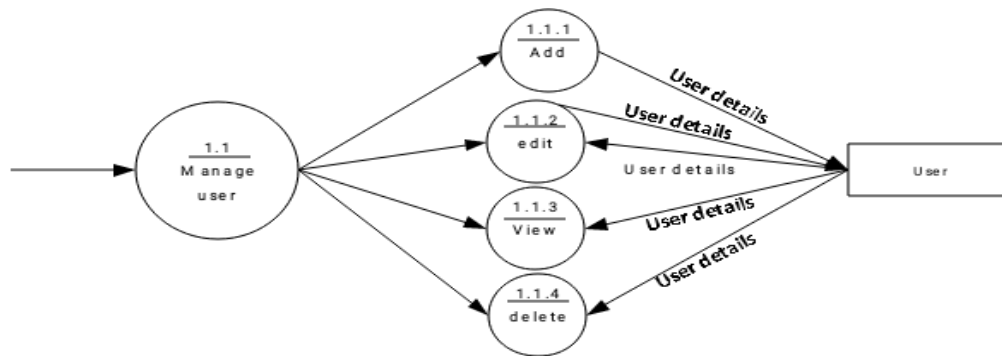 1.1
Manage
user
1.1.1
Add
1.1.2
edit
1.1.3
View
1.1.4
delete
User details
User details
User details
User details
User details
User